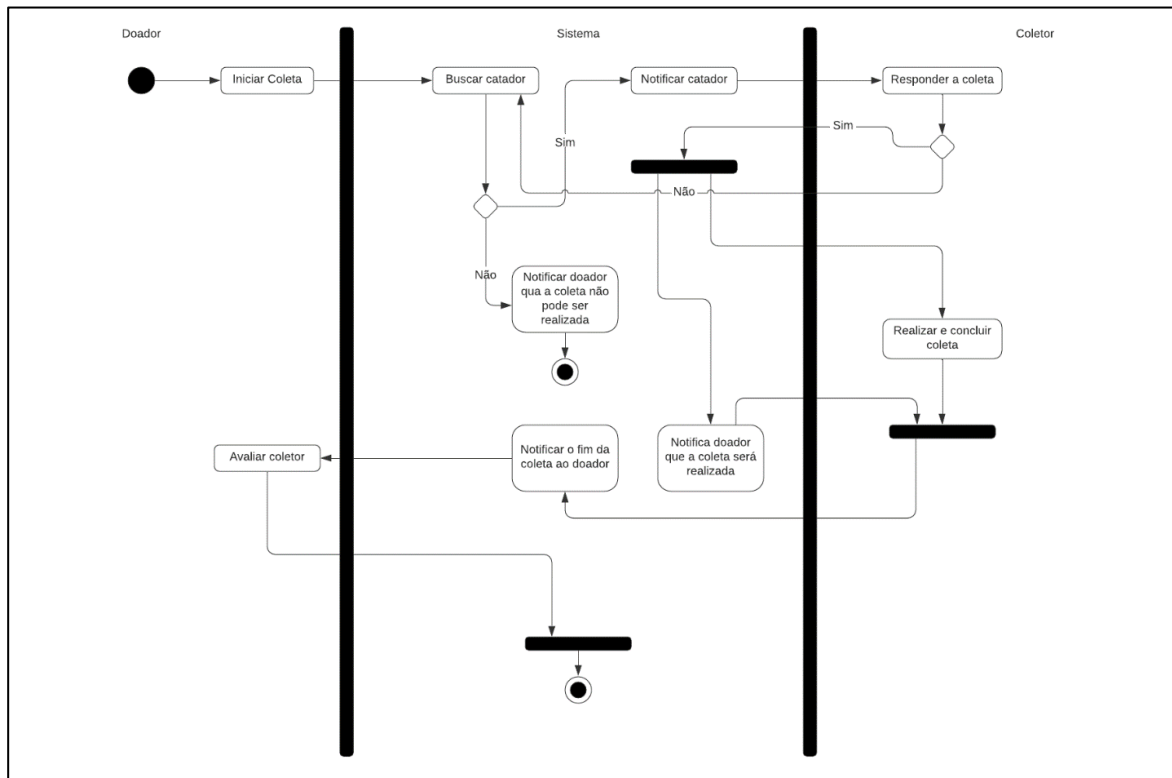 Doador
Sistema
Coletor
Iniciar Coleta
Buscar catador
Notificar catador
Responder a coleta
Sim
Sim
Não
Não
Notificar doador
qua a coleta não
pode ser
realizada
Realizar e concluir
coleta
Avaliar coletor
Notificar o fim da
coleta ao doador
Notifica doador
que a coleta será
realizada